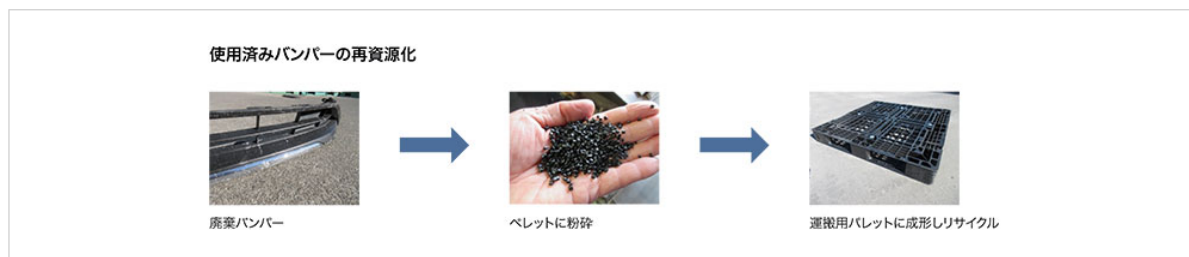 使用済みバンパーの再資源化
廃棄バンパー
ペレットに粉砕
運搬用パレットに成形しリサイクル